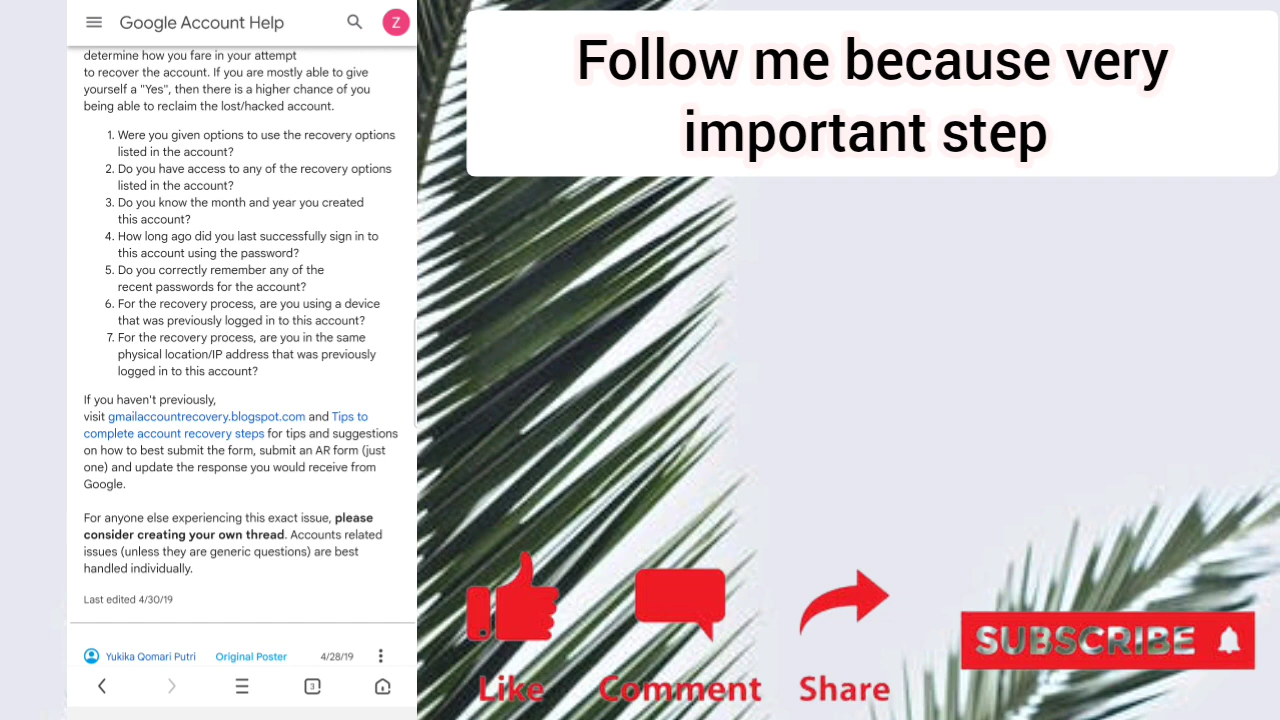 Google Account Help
Z
determine how you fare in your attempt
to recover the account. If you are mostly able to give
yourself a "Yes", then there is a higher chance of you
being able to reclaim the lost/hacked account.
1. Were you given options to use the recovery options
listed in the account?
2. Do you have access to any of the recovery options
listed in the account?
3. Do you know the month and year you created
this account?
4. How long ago did you last successfully sign in to
this account using the password?
5. Do you correctly remember any of the
recent passwords for the account?
6. For the recovery process, are you using a device
that was previously logged in to this account?
7. For the recovery process, are you in the same
physical location/IP address that was previously
logged in to this account?
If you haven't previously,
visit gmailaccountrecovery.blogspot.com and Tips to
complete account recovery steps for tips and suggestions
on how to best submit the form, submit an AR form (just
one) and update the response you would receive from
Google.
For anyone else experiencing this exact issue, please
consider creating your own thread. Accounts related
issues (unless they are generic questions) are best
handled individually.
Last edited 4/30/19
Yukika Qomari Putri Original Poster 4/28/19
3
Follow me because very
important step
SUBSCRIBE
Like Comment Share